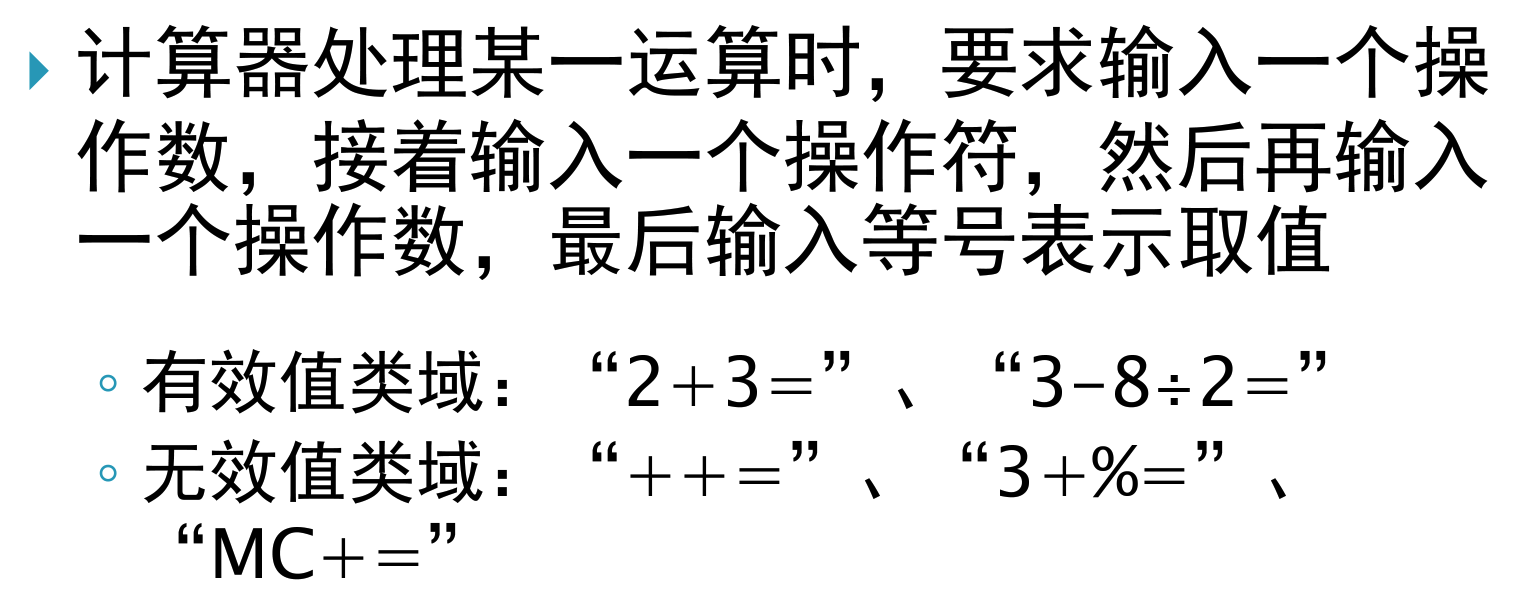 计算器处理某一运算时，要求输入一个操
作数，接着输入一个操作符，然后再输入
一个操作数，最后输入等号表示取值
有效值类域：“2+3=”、“3-8÷2=”
无效值类域：“++=”、“3+%=”、
“MC+=”